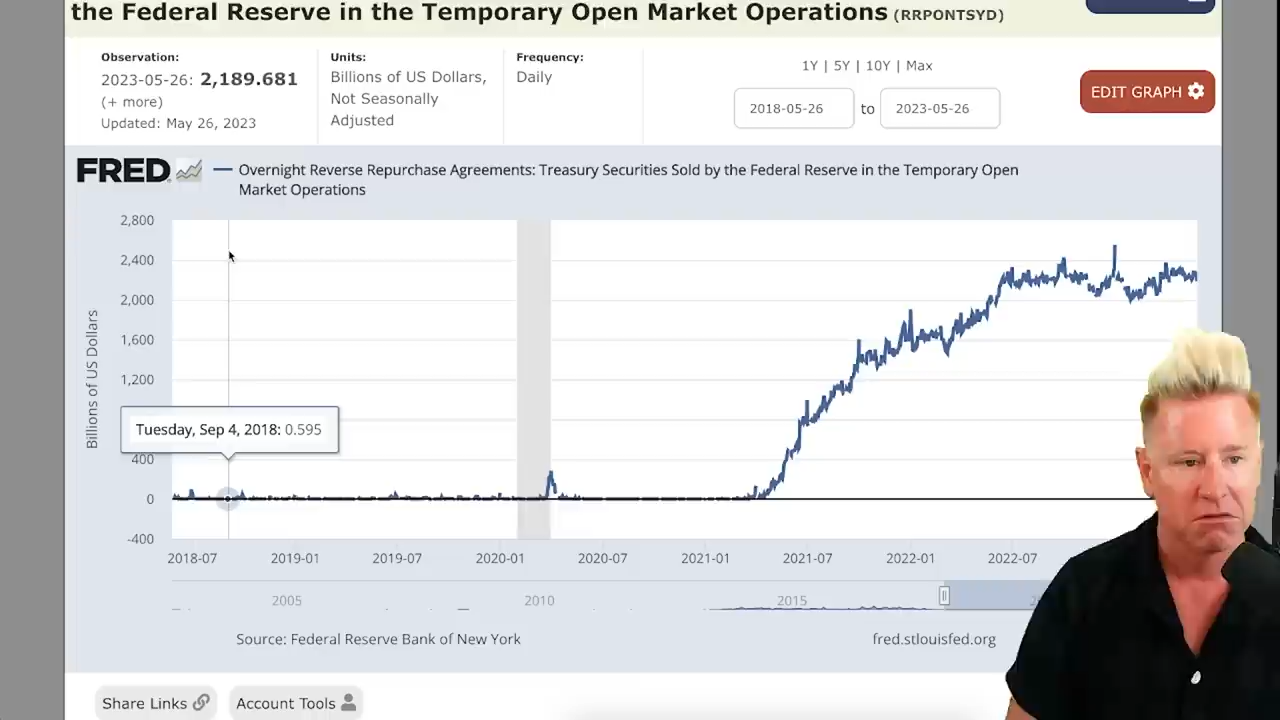 the Federal Reserve in the Temporary Open Market Operations (RRPONTSYD)
Observation:
2023-05-26: 2,189.681
(+ more)
Updated: May 26, 2023
Units:
Billions of US Dollars,
Not Seasonally
Adjusted
Frequency:
Daily
1Y | 5Y | 10Y | Max
2018-05-26 to 2023-05-26
EDIT GRAPH
FRED
Overnight Reverse Repurchase Agreements: Treasury Securities Sold by the Federal Reserve in the Temporary Open
Market Operations
Billions of US Dollars
2,800
2,400
2,000
1,600
1,200
400
0
-400
Tuesday, Sep 4, 2018: 0.595
2018-07 2019-01 2019-07 2020-01 2020-07 2021-01 2021-07 2022-01 2022-07
2005 2010 2015
Source: Federal Reserve Bank of New York
fred.stlouisfed.org
Share Links
Account Tools